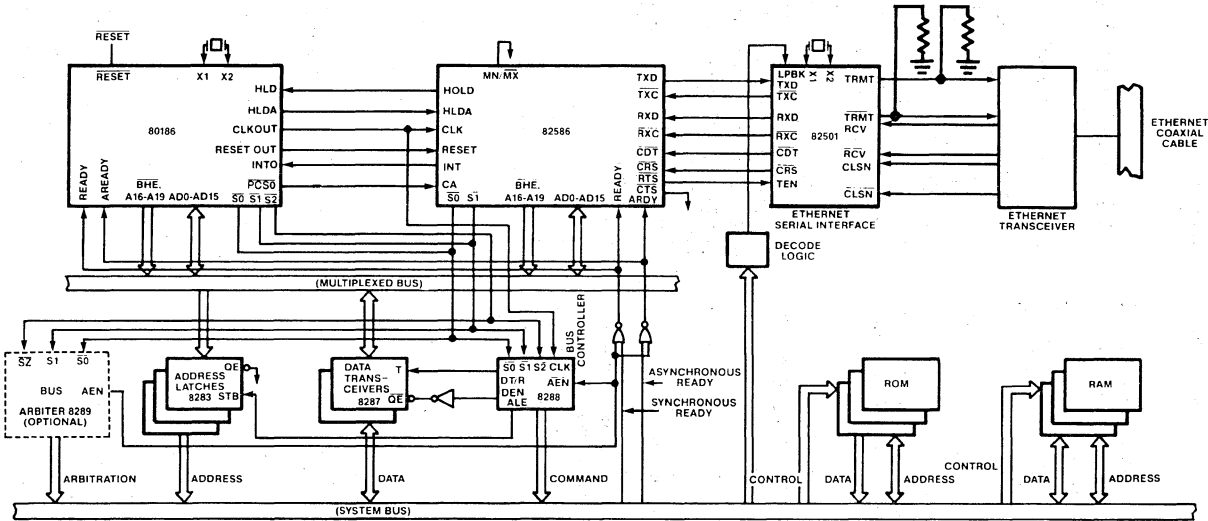 RESET
RESET X1 X2
HLD
HLDA
80186
CLKOUT
RESET OUT
INTO
PCS0
READY
AREADY
BHE.
A16-A19 AD0-AD15
S0 S1 S2
MN/MX
HOLD
HLDA
CLK
82586
RESET
INT
CA
S0 S1
BHE.
A16-A19 AD0-AD15
READY
TXD
TXC
RXD
RXC
CDT
CRS
RTS
CTS
ARDY
LPBK X1 X2
TXD
TXC
RXD
RXC
82501
CDT
CRS
TEN
TRMT
TRMT
RCV
RCV
CLSN
CLSN
ETHERNET
SERIAL INTERFACE
ETHERNET
TRANSCEIVER
ETHERNET
COAXIAL
CABLE
DECODE
LOGIC
(MULTIPLEXED BUS)
SZ S1 S0
BUS AEN
ARBITER 8289
(OPTIONAL)
ADDRESS
LATCHES
8283
QE
STB
DATA
TRANS-
CEIVERS
8287
T
QE
S0 S1 S2 CLK
DT/R
DEN
ALE
AEN
8288
BUS
CONTROLLER
ASYNCHRONOUS
READY
SYNCHRONOUS
READY
ROM
RAM
ARBITRATION
ADDRESS
DATA
COMMAND
CONTROL
DATA
ADDRESS
CONTROL
DATA
ADDRESS
(SYSTEM BUS)